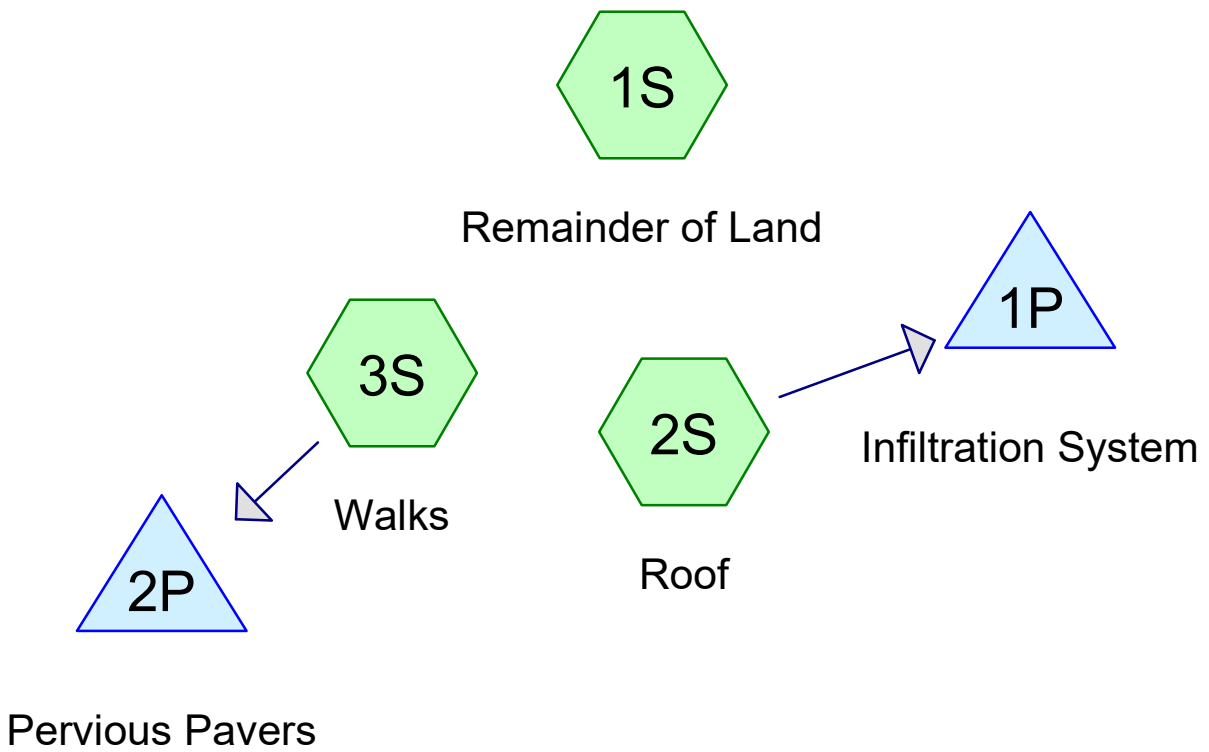 1S
Remainder of Land
1P
Infiltration System
3S
Walks
2S
Roof
2P
Pervious Pavers